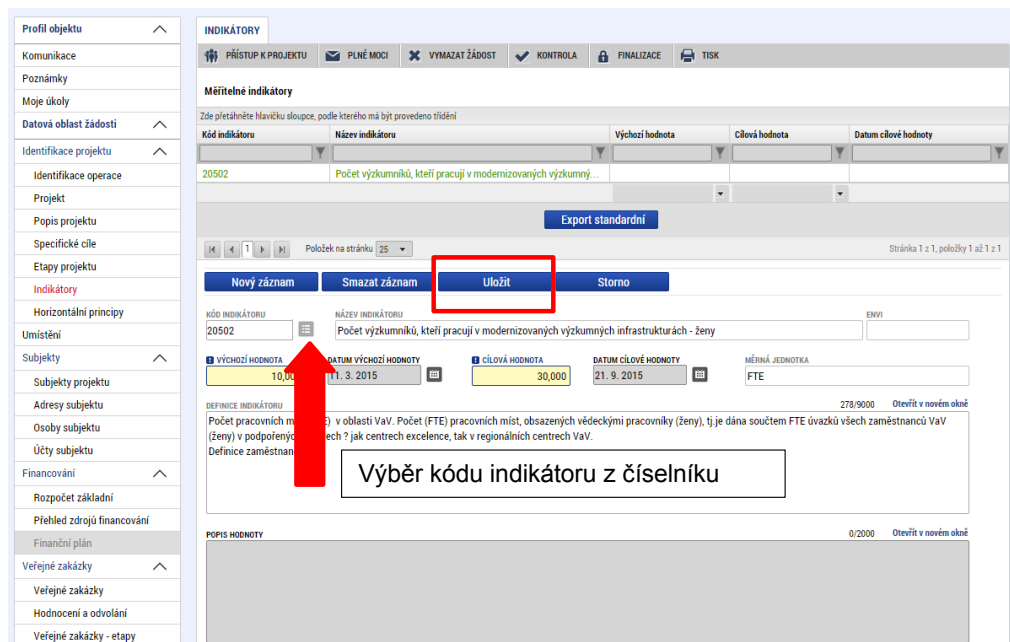 Profil objektu
Komunikace
Poznámky
Moje úkoly
Datová oblast žádosti
Identifikace projektu
Identifikace operace
Projekt
Popis projektu
Specifické cíle
Etapy projektu
Indikátory
Horizontální principy
Umístění
Subjekty
Subjekty projektu
Adresy subjektu
Osoby subjektu
Účty subjektu
Financování
Rozpočet základní
Přehled zdrojů financování
Finanční plán
Veřejné zakázky
Veřejné zakázky
Hodnocení a odvolání
Veřejné zakázky - etapy
INDIKÁTORY
PŘÍSTUP K PROJEKTU PLNÉ MOCI VYMAZAT ŽÁDOST KONTROLA FINALIZACE TISK
Měřitelné indikátory
Zde přetáhněte hlavičku sloupce, podle kterého má být provedeno třídění
Kód indikátoru Název indikátoru Výchozí hodnota Cílová hodnota Datum cílové hodnoty
20502 Počet výzkumníků, kteří pracují v modernizovaných výzkumný...
Export standardní
1 Položek na stránku 25 Stránka 1 z 1, položky 1 až 1 z 1
Nový záznam Smazat záznam Uložit Storno
KÓD INDIKÁTORU NÁZEV INDIKÁTORU ENVI
20502 Počet výzkumníků, kteří pracují v modernizovaných výzkumných infrastrukturách - ženy
VÝCHOZÍ HODNOTA DATUM VÝCHOZÍ HODNOTY CÍLOVÁ HODNOTA DATUM CÍLOVÉ HODNOTY MĚRNÁ JEDNOTKA
10,00 11. 3. 2015 30,000 21. 9. 2015 FTE
DEFINICE INDIKÁTORU 278/9000 Otevřít v novém okně
Počet pracovních v oblasti VaV. Počet (FTE) pracovních míst, obsazených vědeckými pracovníky (ženy), tj.je dána součtem FTE úvazků všech zaměstnanců VaV
(ženy) v podpořených ? jak centrech excelence, tak v regionálních centrech VaV.
Definice
Výběr kódu indikátoru z číselníku
POPIS HODNOTY 0/2000 Otevřít v novém okně